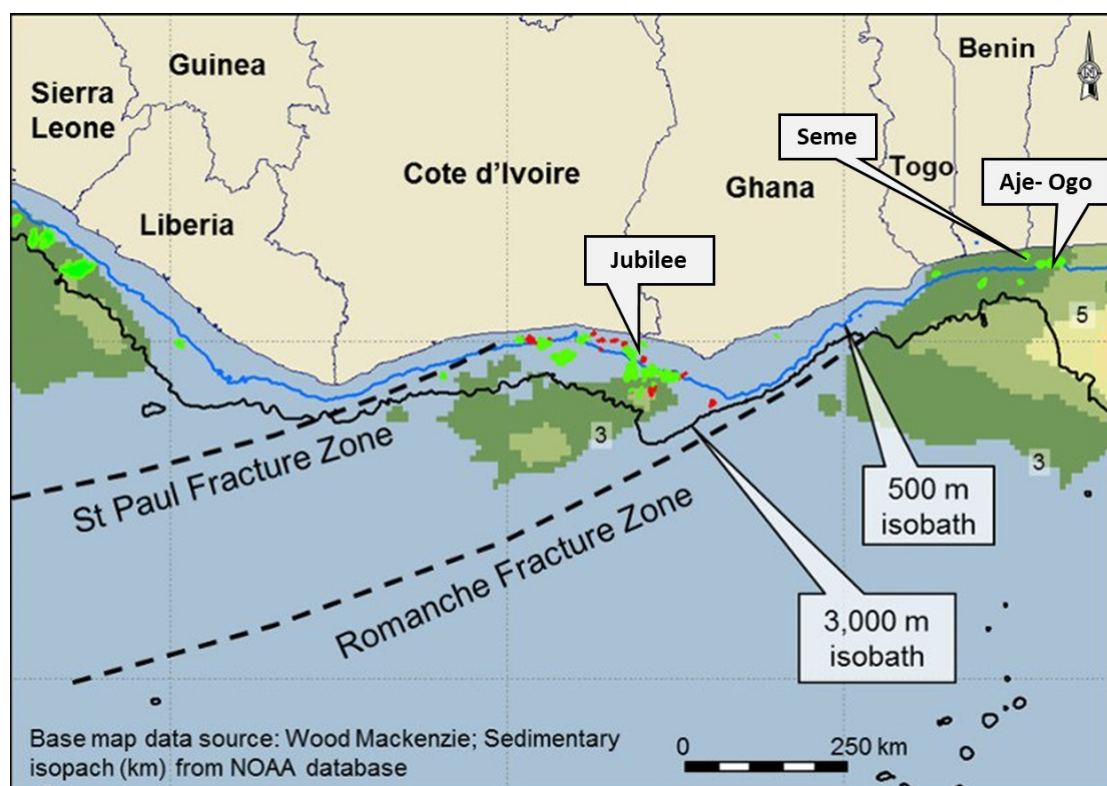 Guinea
Sierra
Leone
Liberia
Cote d’Ivoire
Ghana
Togo
Benin
N
Seme
Aje- Ogo
Jubilee
5
3
3
St Paul Fracture Zone
Romanche Fracture Zone
500 m
isobath
3,000 m
isobath
Base map data source: Wood Mackenzie; Sedimentary
isopach (km) from NOAA database
0
250 km